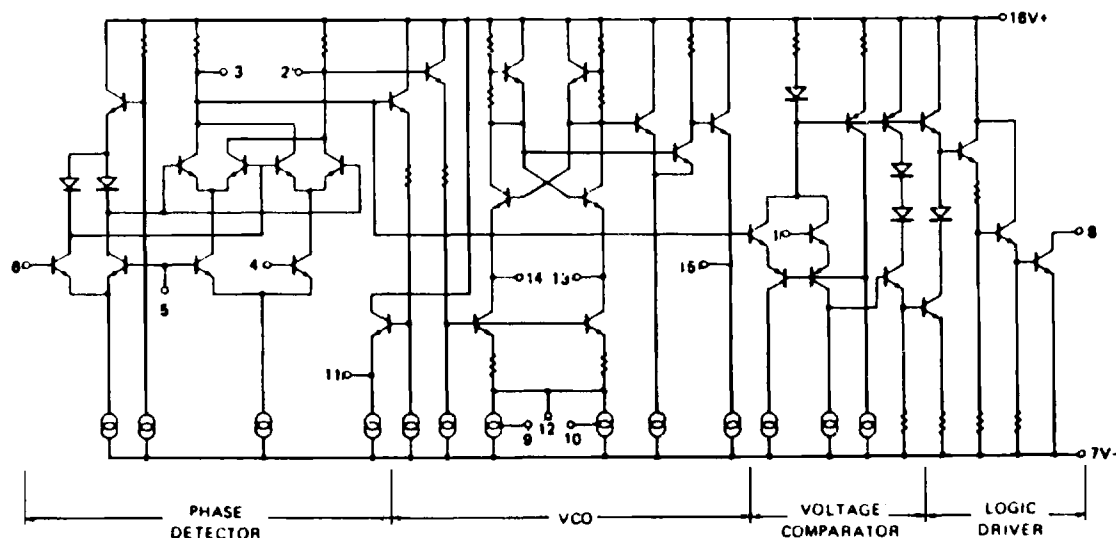 16V+
3
2
6
5
4
1
8
14
13
15
11
9
12
10
7V-
PHASE
DETECTOR
VCO
VOLTAGE
COMPARATOR
LOGIC
DRIVER